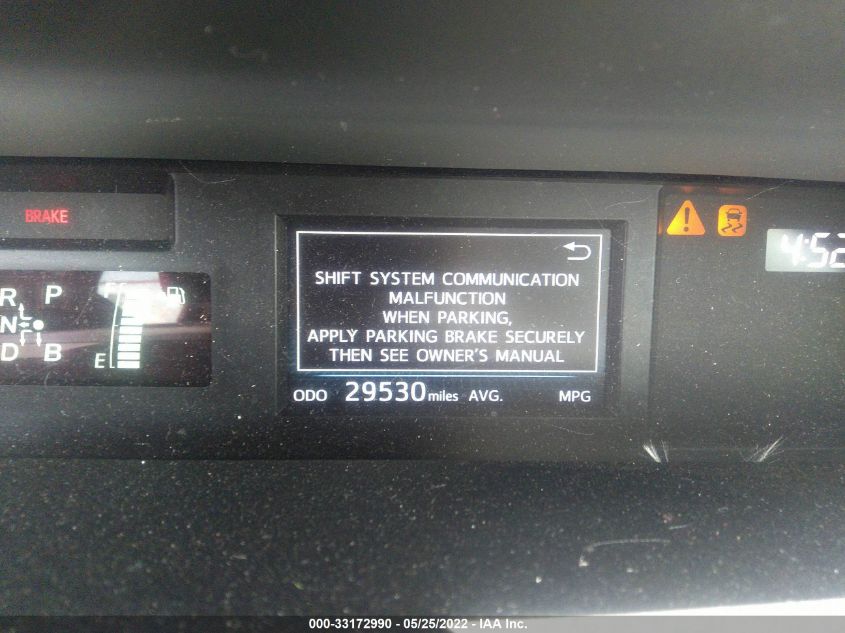 BRAKE
4:52
R P
N
D B
E
SHIFT SYSTEM COMMUNICATION
MALFUNCTION
WHEN PARKING,
APPLY PARKING BRAKE SECURELY
THEN SEE OWNER'S MANUAL
ODO 29530 miles AVG. MPG
000-33172990 - 05/25/2022 - IAA Inc.